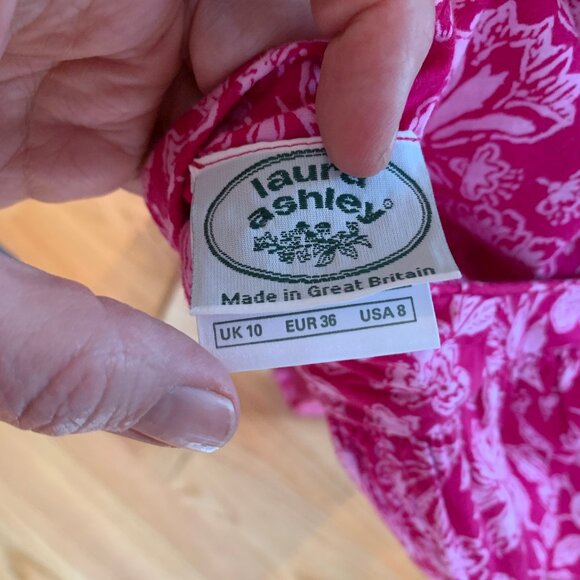 laura
ashley®
Made in Great Britain
UK 10 EUR 36 USA 8